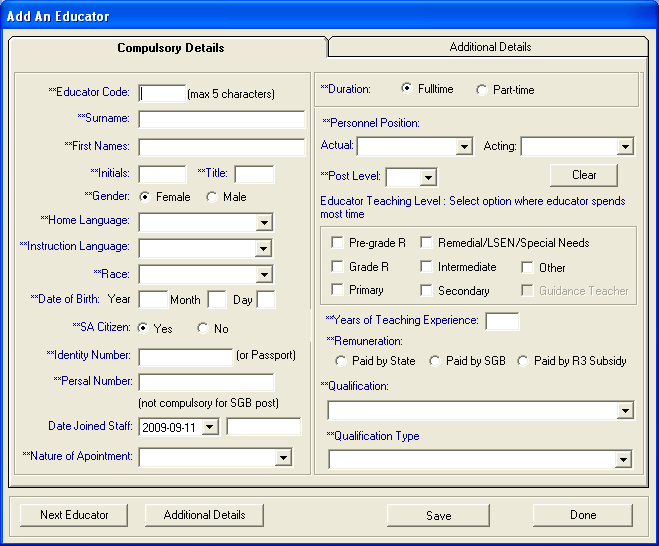 Add An Educator
Compulsory Details
Additional Details
**Educator Code: (max 5 characters)
**Surname:
**First Names:
**Initials: **Title:
**Gender: Female Male
**Home Language:
**Instruction Language:
**Race:
**Date of Birth: Year Month Day
**SA Citizen: Yes No
**Identity Number: (or Passport)
**Persal Number:
(not compulsory for SGB post)
Date Joined Staff: 2009-09-11
**Nature of Apointment:
**Duration: Fulltime Part-time
**Personnel Position:
Actual: Acting:
**Post Level: Clear
Educator Teaching Level : Select option where educator spends
most time
Pre-grade R Remedial/LSEN/Special Needs
Grade R Intermediate Other
Primary Secondary Guidance Teacher
**Years of Teaching Experience:
**Remuneration:
Paid by State Paid by SGB Paid by R3 Subsidy
**Qualification:
**Qualification Type
Next Educator Additional Details Save Done